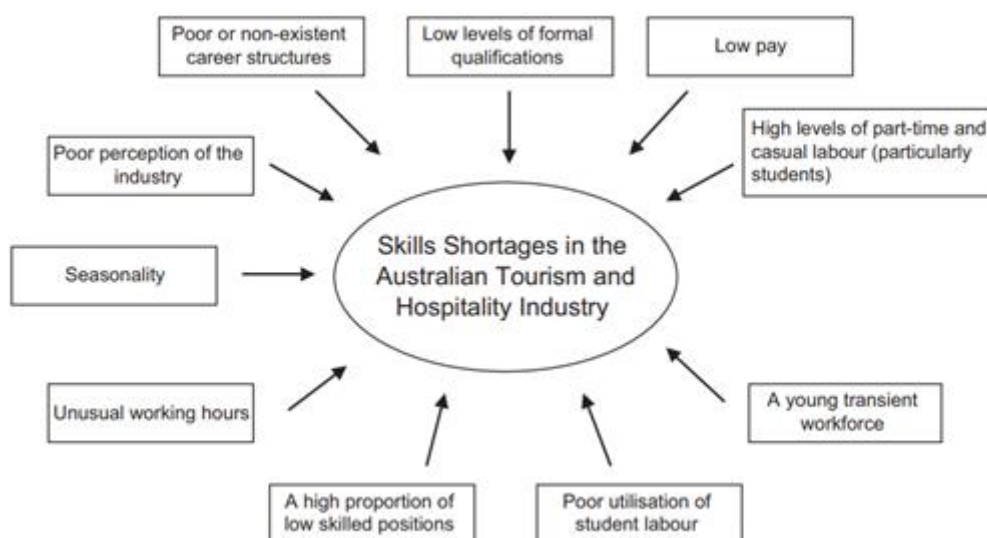 Poor or non-existent
career structures
Low levels of formal
qualifications
Low pay
High levels of part-time and
casual labour (particularly
students)
Poor perception of the
industry
Skills Shortages in the
Australian Tourism and
Hospitality Industry
Seasonality
Unusual working hours
A young transient
workforce
A high proportion of
low skilled positions
Poor utilisation of
student labour